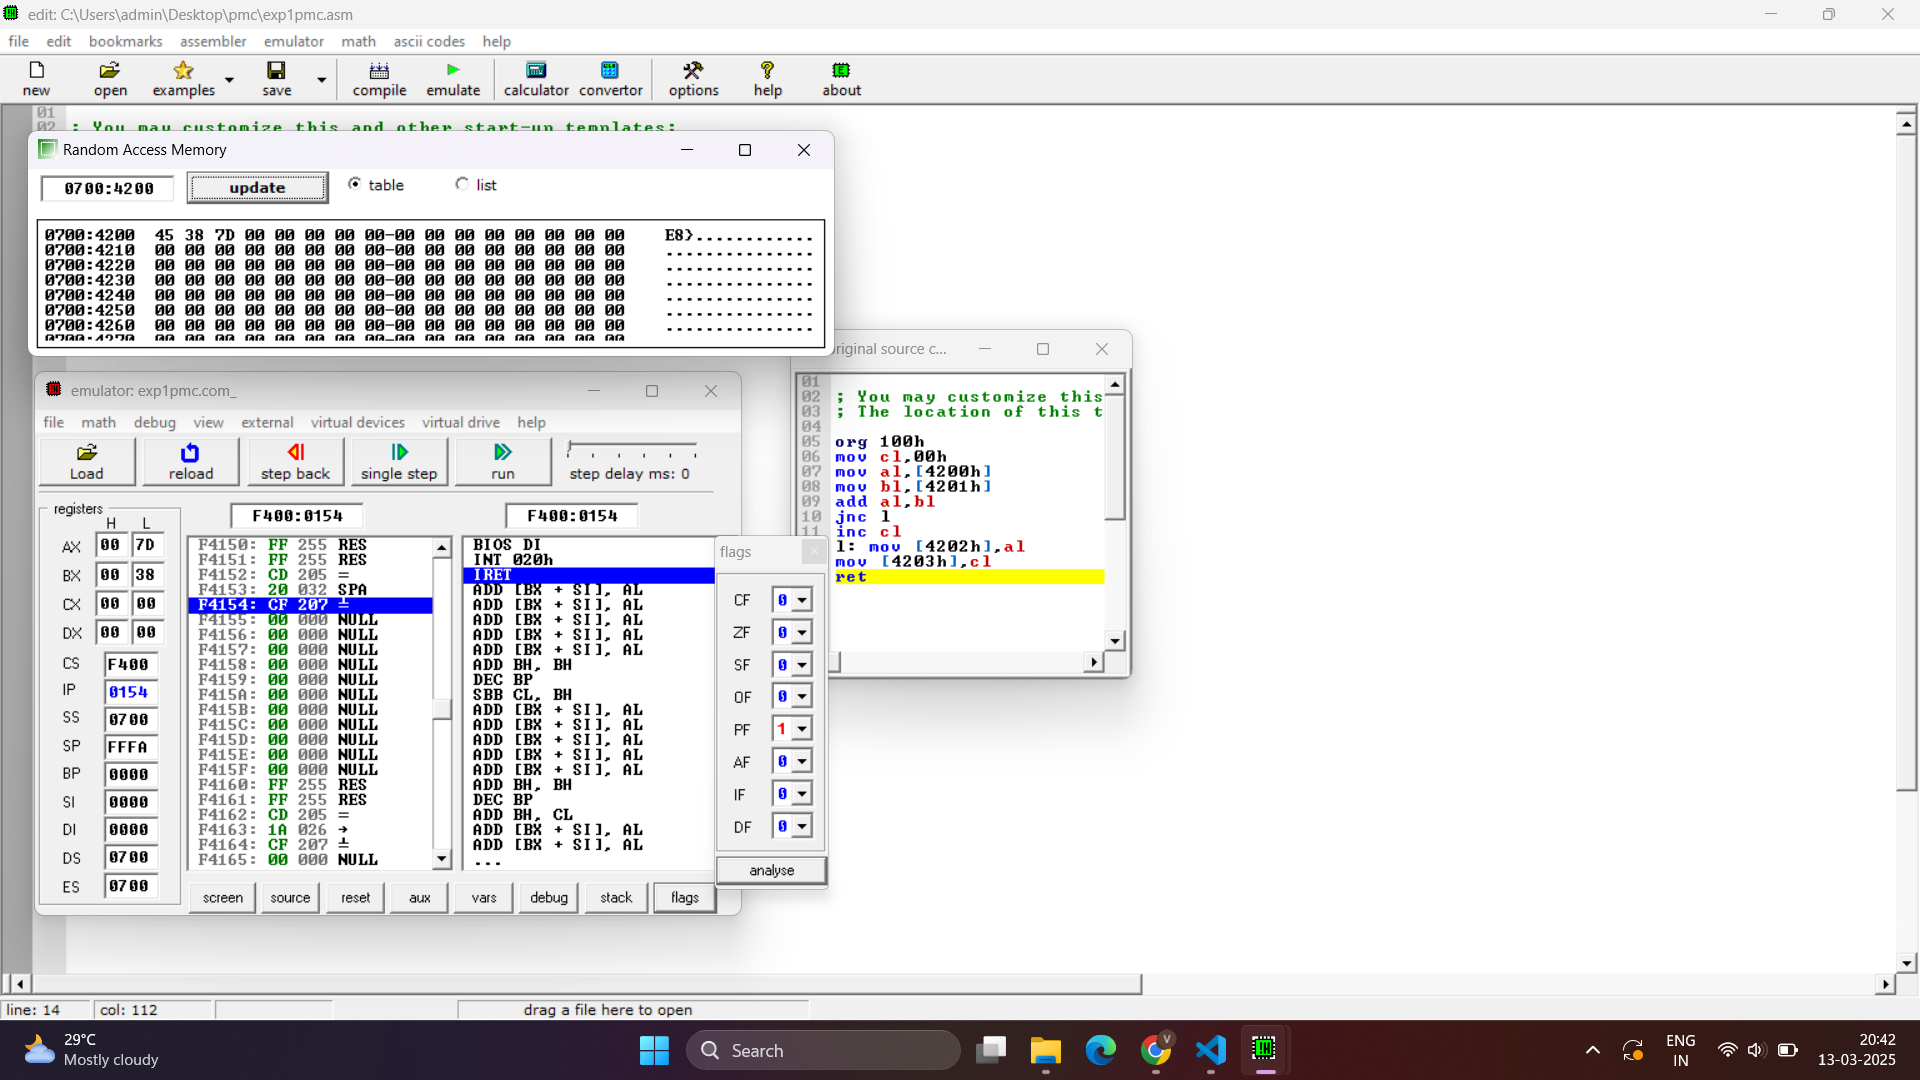 edit: C:\Users\admin\Desktop\pmc\exp1pmc.asm
file edit bookmarks assembler emulator math ascii codes help
new open examples save compile emulate calculator convertor options help about
01
02 ; You may customize this and other start-up templates;
Random Access Memory
0700:4200 update table list
0700:4200 45 38 7D 00 00 00 00 00-00 00 00 00 00 00 00 00 E8}.............
0700:4210 00 00 00 00 00 00 00 00-00 00 00 00 00 00 00 00 ................
0700:4220 00 00 00 00 00 00 00 00-00 00 00 00 00 00 00 00 ................
0700:4230 00 00 00 00 00 00 00 00-00 00 00 00 00 00 00 00 ................
0700:4240 00 00 00 00 00 00 00 00-00 00 00 00 00 00 00 00 ................
0700:4250 00 00 00 00 00 00 00 00-00 00 00 00 00 00 00 00 ................
0700:4260 00 00 00 00 00 00 00 00-00 00 00 00 00 00 00 00 ................
0700:4270 00 00 00 00 00 00 00 00-00 00 00 00 00 00 00 00
original source c...
01
02 ; You may customize this
03 ; The location of this t
04
05 org 100h
06 mov cl,00h
07 mov al,[4200h]
08 mov bl,[4201h]
09 add al,bl
10 jnc l
11 inc cl
l: mov [4202h],al
mov [4203h],cl
ret
emulator: exp1pmc.com_
file math debug view external virtual devices virtual drive help
Load reload step back single step run step delay ms: 0
registers
H L
AX 00 7D
BX 00 38
CX 00 00
DX 00 00
CS F400
IP 0154
SS 0700
SP FFFA
BP 0000
SI 0000
DI 0000
DS 0700
ES 0700
F400:0154
F4150: FF 255 RES
F4151: FF 255 RES
F4152: CD 205 =
F4153: 20 032 SPA
F4154: CF 207 ╧
F4155: 00 000 NULL
F4156: 00 000 NULL
F4157: 00 000 NULL
F4158: 00 000 NULL
F4159: 00 000 NULL
F415A: 00 000 NULL
F415B: 00 000 NULL
F415C: 00 000 NULL
F415D: 00 000 NULL
F415E: 00 000 NULL
F415F: 00 000 NULL
F4160: FF 255 RES
F4161: FF 255 RES
F4162: CD 205 =
F4163: 1A 026 →
F4164: CF 207 ╧
F4165: 00 000 NULL
F400:0154
BIOS DI
INT 020h
IRET
ADD [BX + SI], AL
ADD [BX + SI], AL
ADD [BX + SI], AL
ADD [BX + SI], AL
ADD [BX + SI], AL
ADD BH, BH
DEC BP
SBB CL, BH
ADD [BX + SI], AL
ADD [BX + SI], AL
ADD [BX + SI], AL
ADD [BX + SI], AL
ADD [BX + SI], AL
ADD BH, BH
DEC BP
ADD BH, CL
ADD [BX + SI], AL
ADD [BX + SI], AL
...
flags
CF 0
ZF 0
SF 0
OF 0
PF 1
AF 0
IF 0
DF 0
analyse
screen source reset aux vars debug stack flags
line: 14 col: 112 drag a file here to open
29°C
Mostly cloudy
Search
V
ENG
IN
20:42
13-03-2025